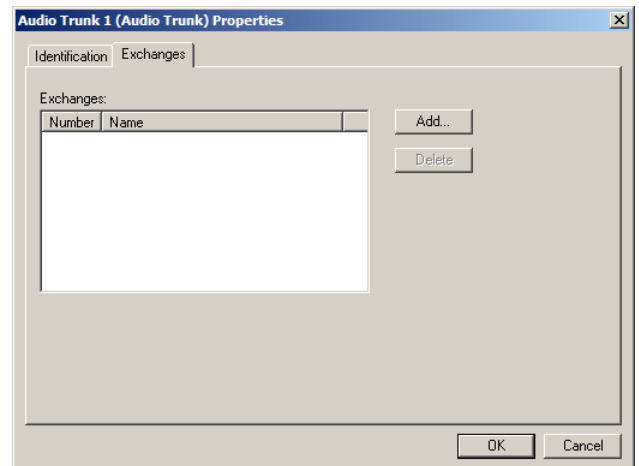 Audio Trunk 1 (Audio Trunk) Properties
Identification Exchanges
Exchanges:
Number Name
Add...
Delete
OK Cancel